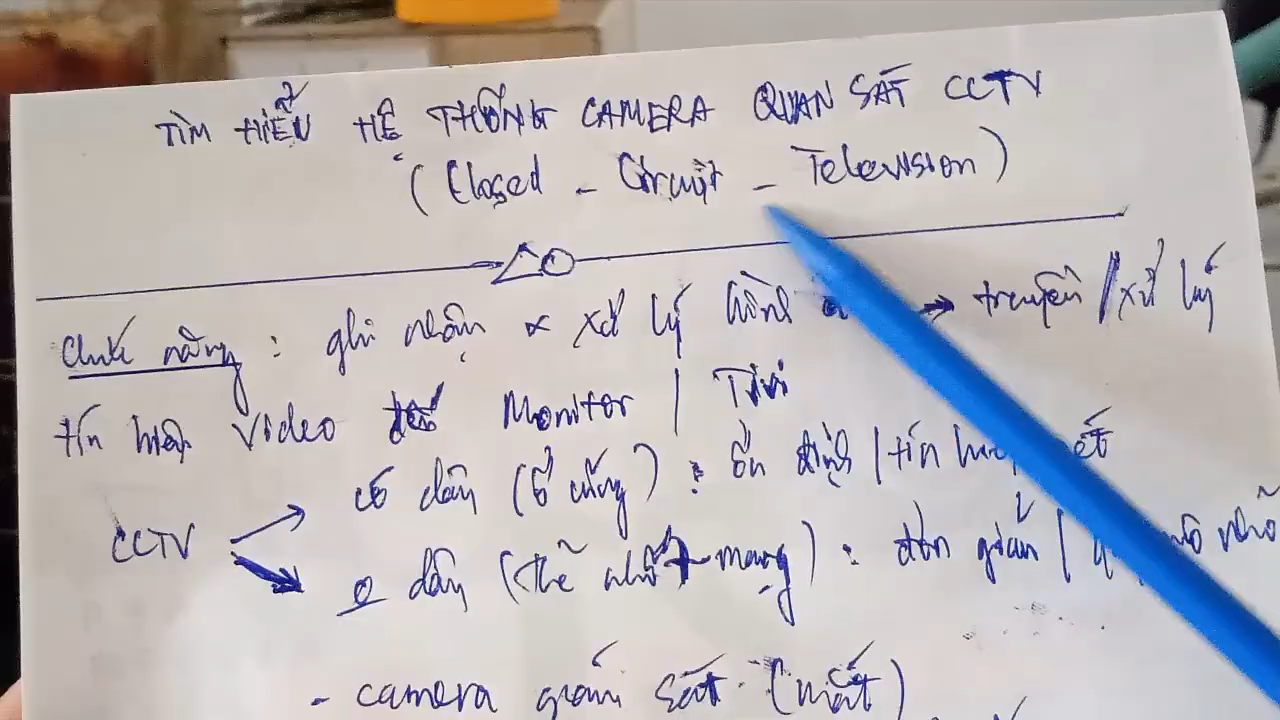 TÌM HIỂU HỆ THỐNG CAMERA QUAN SÁT CCTV
(Closed - Circuit - Television)
Chức năng: ghi nhận & xử lý hình → truyền / xử lý
tín hiệu Video đến Monitor / Tivi
có dây (ổ cứng): ổn định / tín hiệu
CCTV
0 dây (thẻ nhớ + mạng): đơn giản / nhỏ
- camera giám sát (mắt)